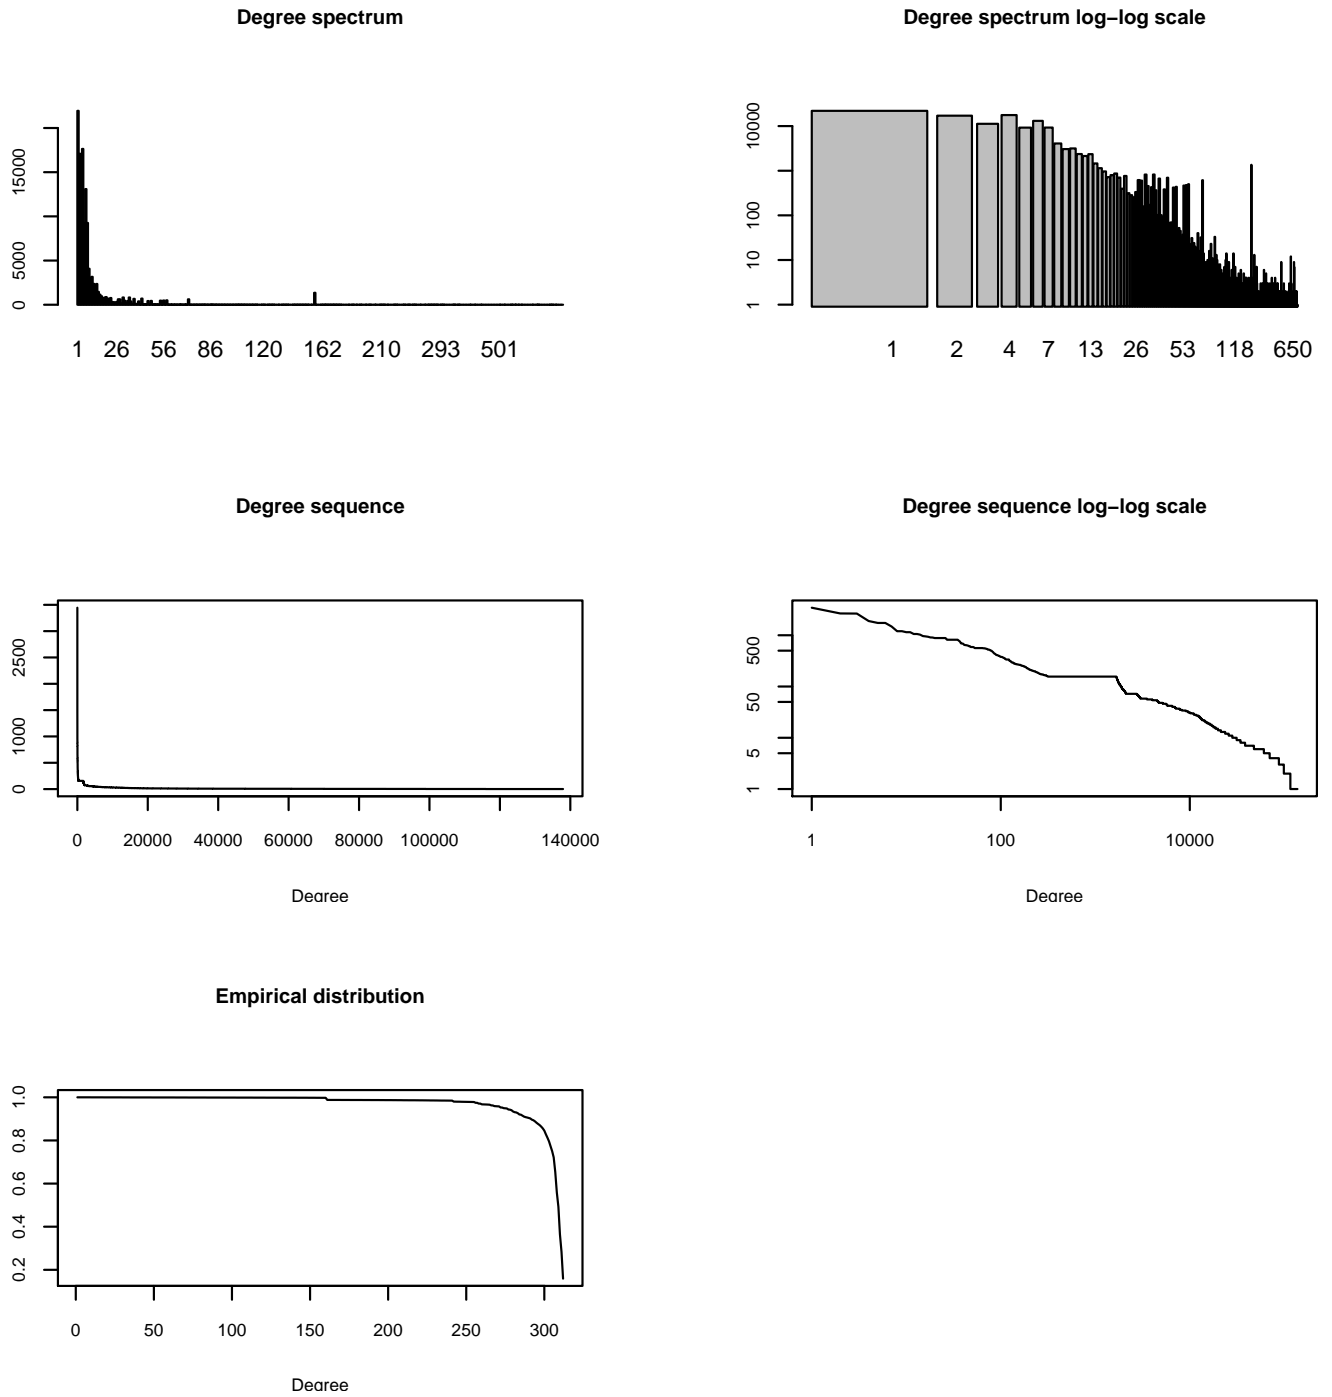 Degree spectrum
15000
5000
0
1 26 56 86 120 162 210 293 501
Degree spectrum log−log scale
10000
100
10
1
1 2 4 7 13 26 53 118 650
Degree sequence
2500
1000
0
0 20000 40000 60000 80000 100000 140000
Degree
Degree sequence log−log scale
500
50
5
1
1 100 10000
Degree
Empirical distribution
1.0
0.8
0.6
0.4
0.2
0 50 100 150 200 250 300
Degree